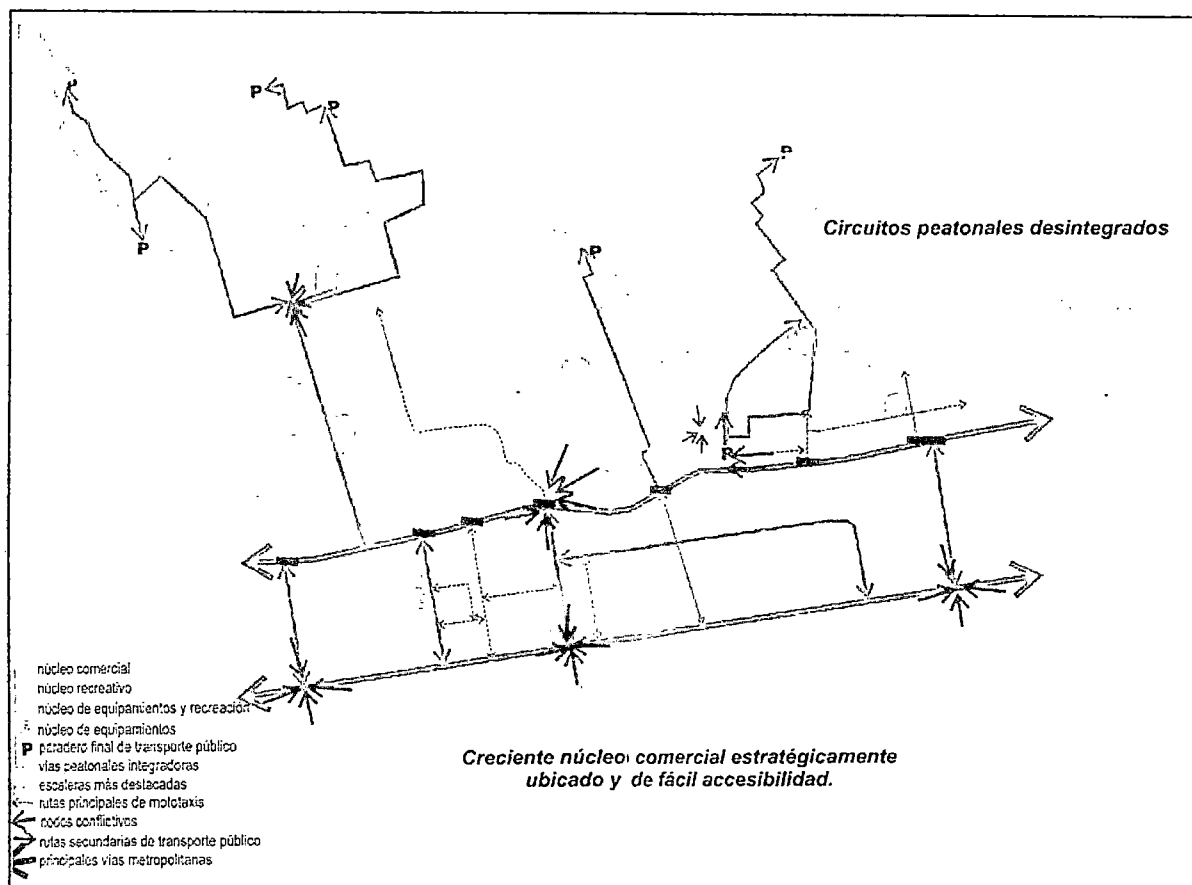 P
P
P
P
P
P
Circuitos peatonales desintegrados
P
P
núcleo comercial
núcleo recreativo
núcleo de equipamientos y recreación
núcleo de equipamientos
P paradero final de transporte público
vias peatonales integradoras
escaleras más destacadas
rutas principales de mototaxis
nodos conflictivos
rutas secundarias de transporte público
principales vias metropolitanas
Creciente núcleo comercial estratégicamente
ubicado y de fácil accesibilidad.